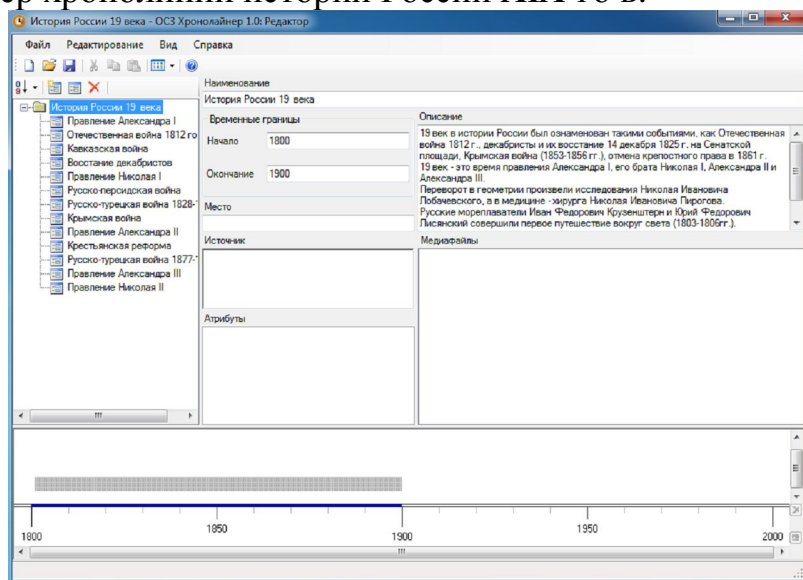 История России 19 века - ОСЗ Хронолайнер 1.0: Редактор
Файл Редактирование Вид Справка
История России 19 века
Правление Александра I
Отечественная война 1812 го
Кавказская война
Восстание декабристов
Правление Николая I
Русско-персидская война
Русско-турецкая война 1828-
Крымская война
Правление Александра II
Крестьянская реформа
Русско-турецкая война 1877-
Правление Александра III
Правление Николая II
Наименование
История России 19 века
Временные границы
Начало 1800
Окончание 1900
Место
Источник
Атрибуты
Описание
19 век в истории России был ознаменован такими событиями, как Отечественная
война 1812 г., декабристы и их восстание 14 декабря 1825 г. на Сенатской
площади, Крымская война (1853-1856 гг.), отмена крепостного права в 1861 г.
19 век - это время правления Александра I, его брата Николая I, Александра II и
Александра III.
Переворот в геометрии произвели исследования Николая Ивановича
Лобачевского, а в медицине -хирурга Николая Ивановича Пирогова.
Русские мореплаватели Иван Федорович Крузенштерн и Юрий Федорович
Лисянский совершили первое путешествие вокруг света (1803-1806гг.).
Медиафайлы
1800 1850 1900 1950 2000